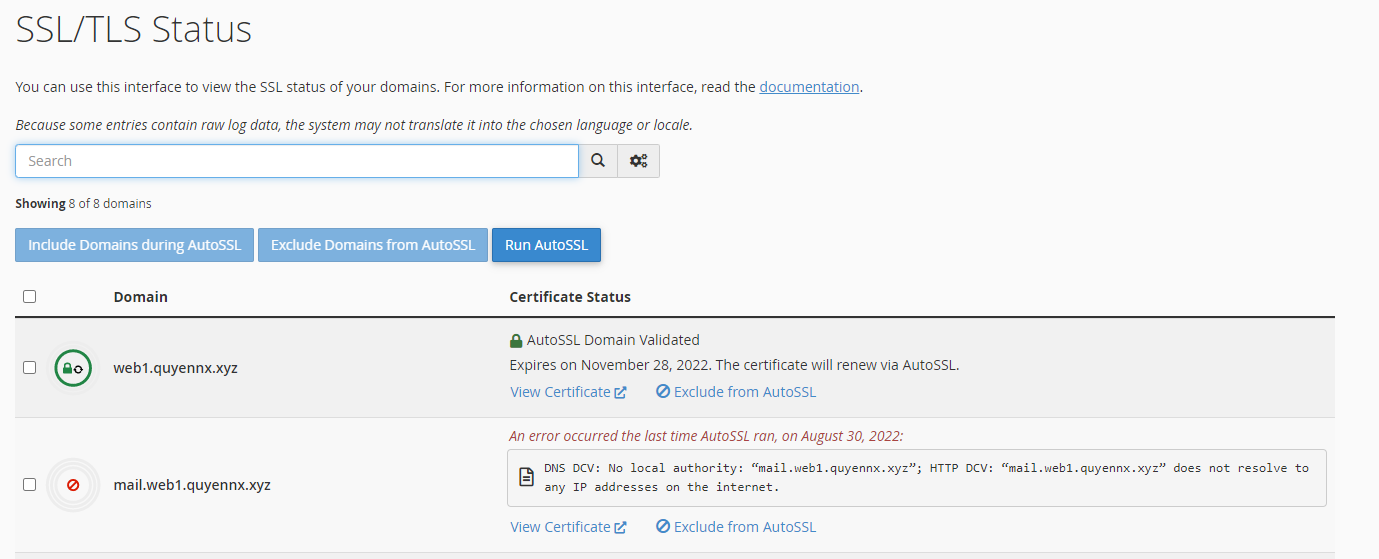 SSL/TLS Status
You can use this interface to view the SSL status of your domains. For more information on this interface, read the documentation.
Because some entries contain raw log data, the system may not translate it into the chosen language or locale.
Search
Showing 8 of 8 domains
Include Domains during AutoSSL Exclude Domains from AutoSSL Run AutoSSL
Domain Certificate Status
AutoSSL Domain Validated
web1.quyennx.xyz
Expires on November 28, 2022. The certificate will renew via AutoSSL.
View Certificate Exclude from AutoSSL
An error occurred the last time AutoSSL ran, on August 30, 2022:
DNS DCV: No local authority: “mail.web1.quyennx.xyz”; HTTP DCV: “mail.web1.quyennx.xyz” does not resolve to
mail.web1.quyennx.xyz
any IP addresses on the internet.
View Certificate Exclude from AutoSSL